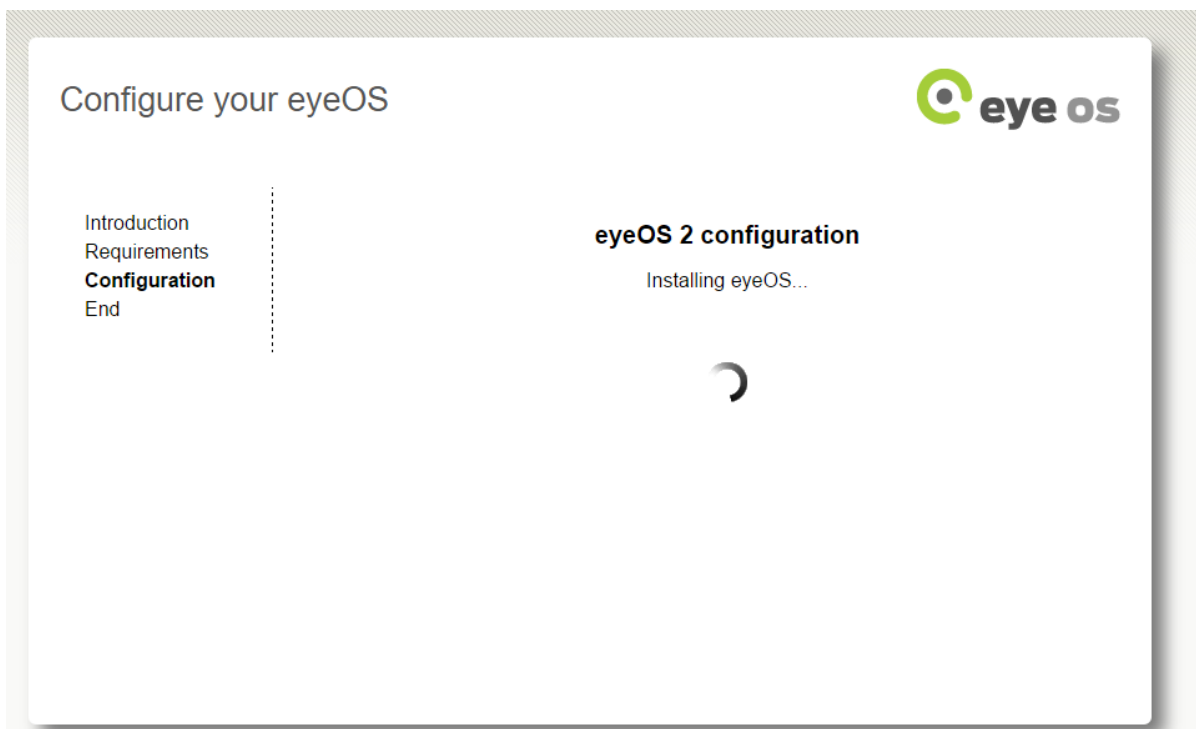 Configure your eyeOS
eye os
Introduction
Requirements
Configuration
End
eyeOS 2 configuration
Installing eyeOS...